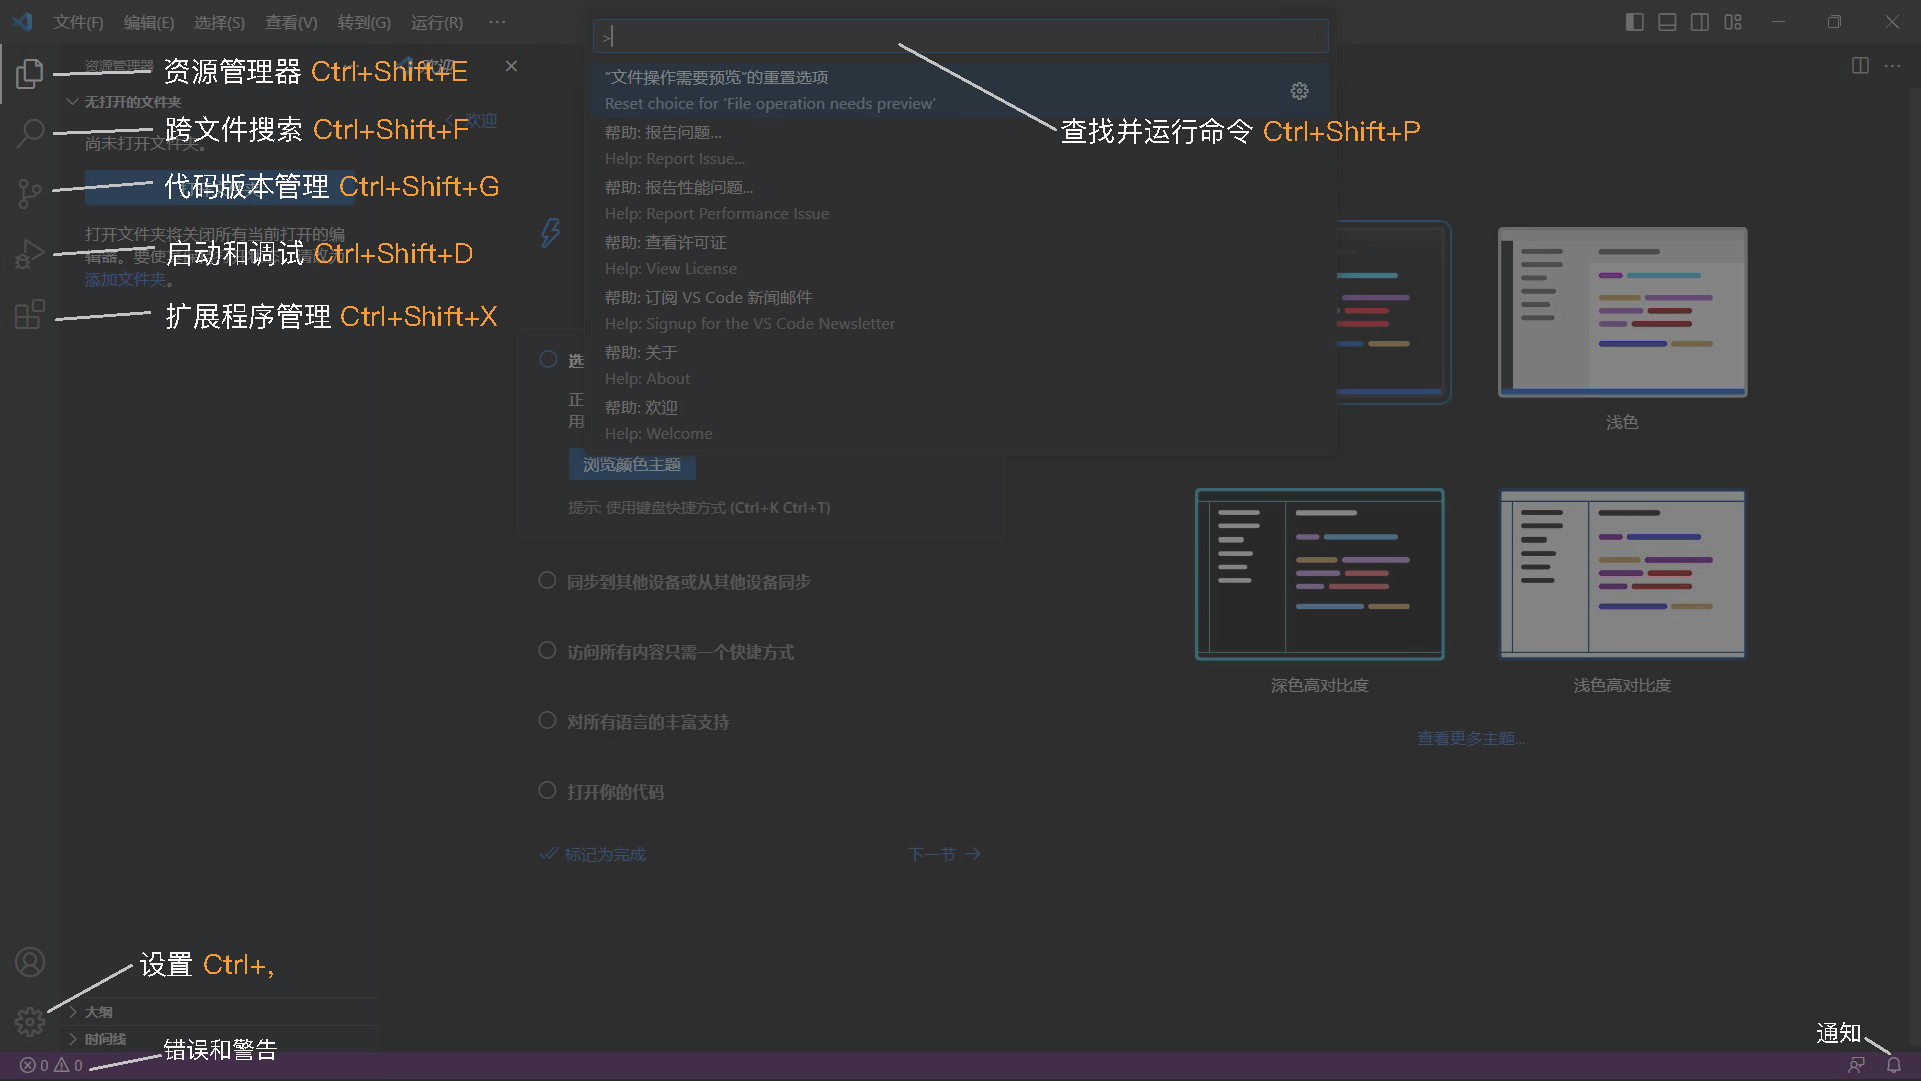 文件(F) 编辑(E) 选择(S) 查看(V) 转到(G) 运行(R) ···
>
资源管理器
资源管理器 Ctrl+Shift+E
欢迎
无打开的文件夹
跨文件搜索 Ctrl+Shift+F
欢迎
尚未打开文件夹。
代码版本管理 Ctrl+Shift+G
打开文件夹将关闭所有当前打开的编
辑器。要使
启动和调试 Ctrl+Shift+D
添加文件夹。
扩展程序管理 Ctrl+Shift+X
“文件操作需要预览”的重置选项
Reset choice for 'File operation needs preview'
帮助: 报告问题...
Help: Report Issue...
帮助: 报告性能问题...
Help: Report Performance Issue
帮助: 查看许可证
Help: View License
帮助: 订阅 VS Code 新闻邮件
Help: Signup for the VS Code Newsletter
帮助: 关于
Help: About
帮助: 欢迎
Help: Welcome
查找并运行命令 Ctrl+Shift+P
选
正
用
浏览颜色主题
提示: 使用键盘快捷方式 (Ctrl+K Ctrl+T)
同步到其他设备或从其他设备同步
访问所有内容只需一个快捷方式
对所有语言的丰富支持
打开你的代码
标记为完成
下一节
浅色
深色高对比度
浅色高对比度
查看更多主题...
设置 Ctrl+,
大纲
时间线
错误和警告
0 0
通知